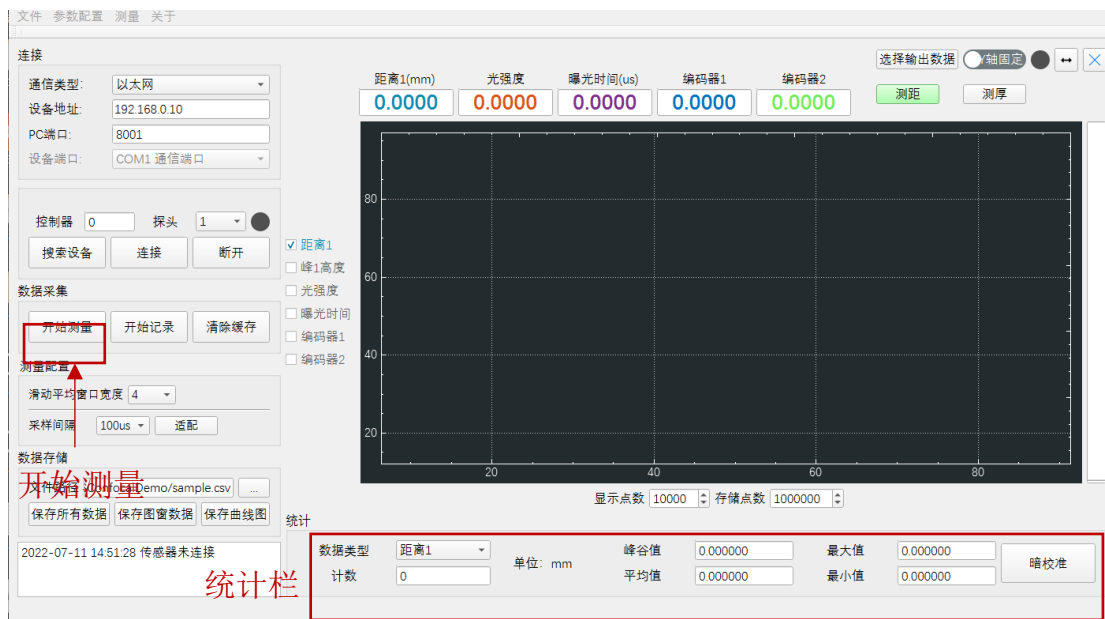 文件 参数配置 测量 关于
连接
通信类型: 以太网
设备地址: 192.168.0.10
PC端口: 8001
设备端口: COM1 通信端口
控制器 0 探头 1
搜索设备 连接 断开
数据采集
开始测量 开始记录 清除缓存
测量配置
滑动平均窗口宽度 4
采样间隔 100us 适配
数据存储
开始测量
文件路径 ConfocalDemo/sample.csv ...
保存所有数据 保存图窗数据 保存曲线图
2022-07-11 14:51:28 传感器未连接
统计栏
距离1
峰1高度
光强度
曝光时间
编码器1
编码器2
距离1(mm) 光强度 曝光时间(us) 编码器1 编码器2
0.0000 0.0000 0.0000 0.0000 0.0000
选择输出数据 Y轴固定
测距 测厚
80
60
40
20
20 40 60 80
显示点数 10000 存储点数 1000000
统计
数据类型 距离1 单位: mm 峰谷值 0.000000 最大值 0.000000 暗校准
计数 0 平均值 0.000000 最小值 0.000000